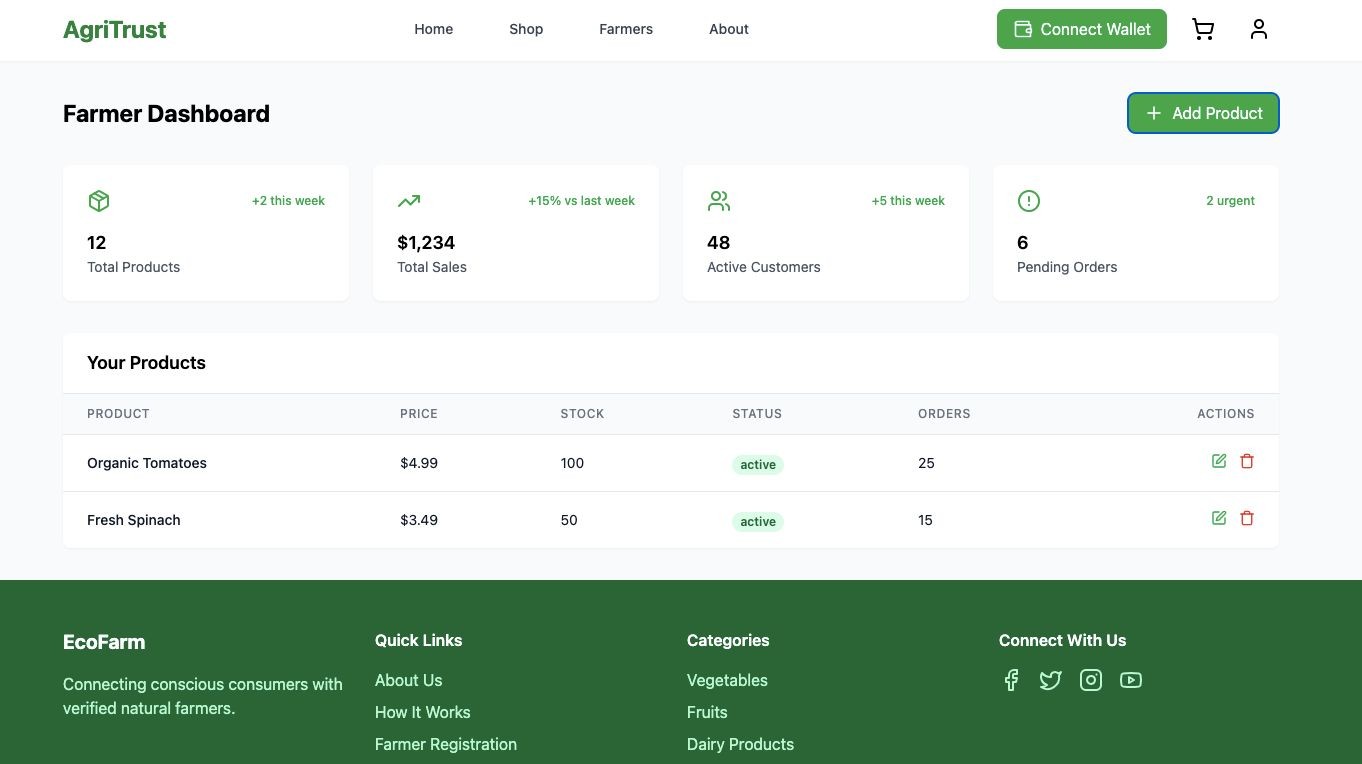 AgriTrust
Home Shop Farmers About
Connect Wallet
Farmer Dashboard
Add Product
+2 this week
12
Total Products
+15% vs last week
$1,234
Total Sales
+5 this week
48
Active Customers
2 urgent
6
Pending Orders
Your Products
PRODUCT PRICE STOCK STATUS ORDERS ACTIONS
Organic Tomatoes $4.99 100 active 25
Fresh Spinach $3.49 50 active 15
EcoFarm
Connecting conscious consumers with
verified natural farmers.
Quick Links
About Us
How It Works
Farmer Registration
Categories
Vegetables
Fruits
Dairy Products
Connect With Us